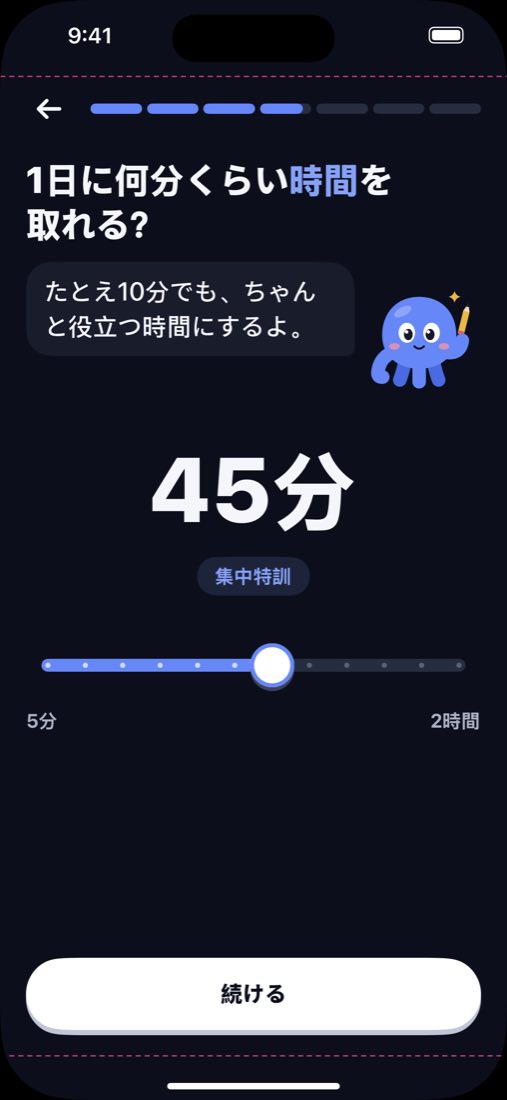 9:41
1日に何分くらい時間を
取れる?
たとえ10分でも、ちゃん
と役立つ時間にするよ。
45分
集中特訓
5分
2時間
続ける